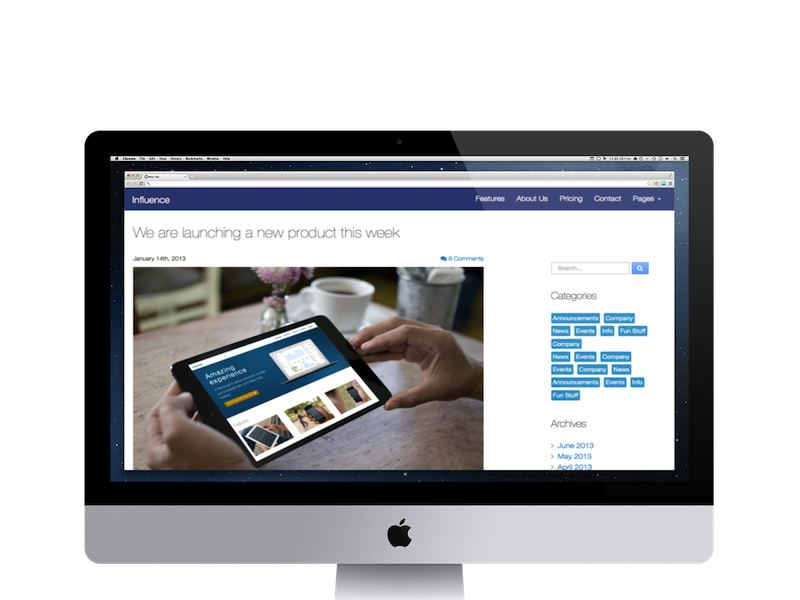 Chrome File Edit View History Bookmarks Window Help
New Tab
Influence Features About Us Pricing Contact Pages
We are launching a new product this week
January 14th, 2013 8 Comments
Search...
Categories
Announcements Company
News Events Info Fun Stuff
Company
News Events Company
Events Company News
Announcements Events Info
Fun Stuff
Archives
June 2013
May 2013
April 2013
Amazing
experience
Features